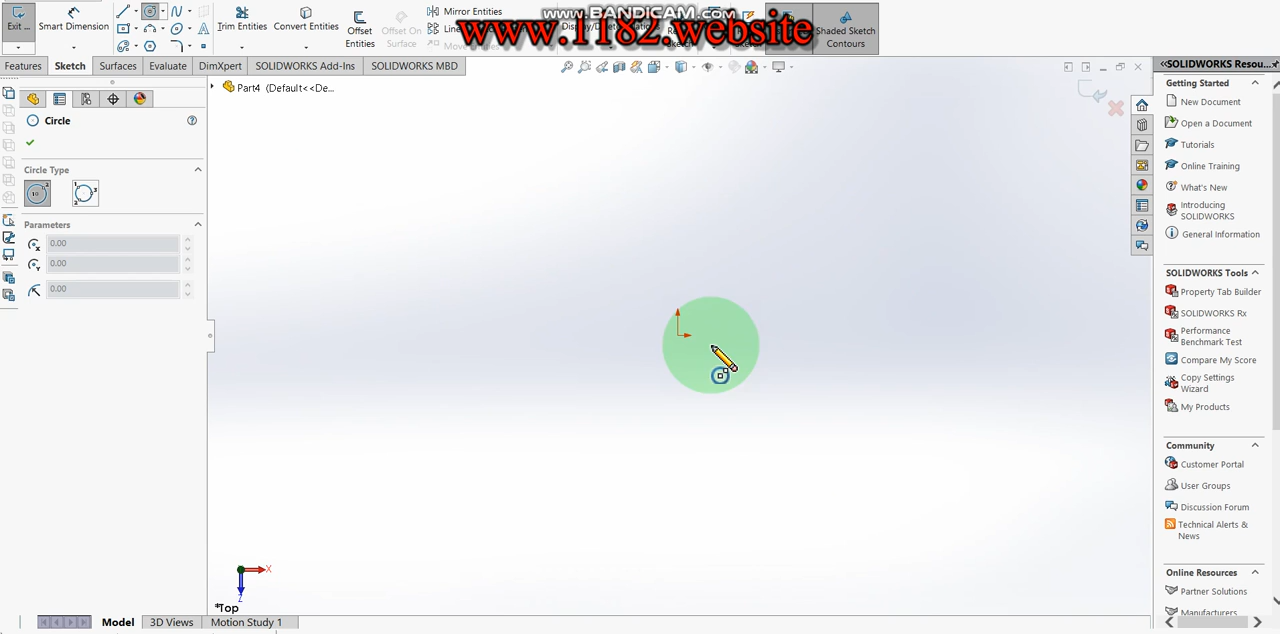 www.BANDICAM.COM
www.1182.website
Exit ...
Smart Dimension
Trim Entities
Convert Entities
Offset Entities
Offset On Surface
Mirror Entities
Shaded Sketch Contours
Features
Sketch
Surfaces
Evaluate
DimXpert
SOLIDWORKS Add-Ins
SOLIDWORKS MBD
«SOLIDWORKS Resou...
Part4 (Default<<De...
Circle
Circle Type
Parameters
0.00
0.00
0.00
Getting Started
New Document
Open a Document
Tutorials
Online Training
What's New
Introducing
SOLIDWORKS
General Information
SOLIDWORKS Tools
Property Tab Builder
SOLIDWORKS Rx
Performance
Benchmark Test
Compare My Score
Copy Settings
Wizard
My Products
Community
Customer Portal
User Groups
Discussion Forum
Technical Alerts &
News
Online Resources
Partner Solutions
Manufacturers
X
Z
*Top
Model
3D Views
Motion Study 1